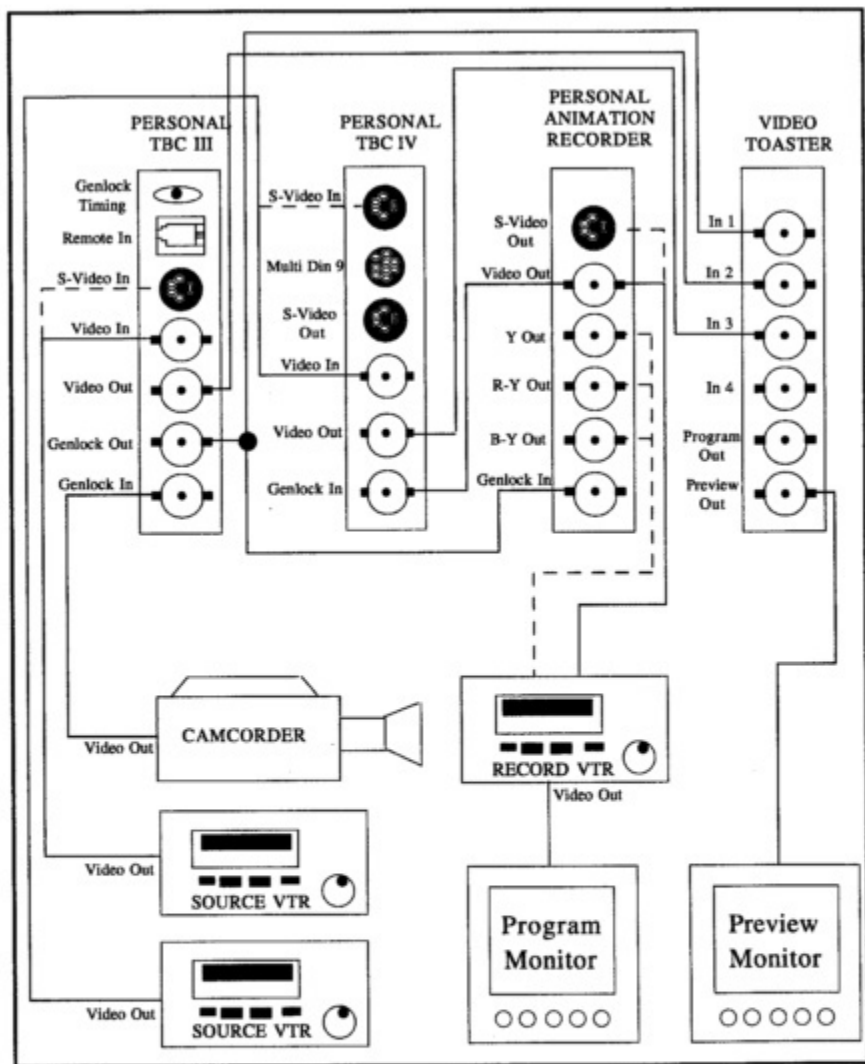 PERSONAL
TBC III
Genlock
Timing
Remote In
S-Video In
Video In
Video Out
Genlock Out
Genlock In
PERSONAL
TBC IV
S-Video In
Multi Din 9
S-Video
Out
Video In
Video Out
Genlock In
PERSONAL
ANIMATION
RECORDER
S-Video
Out
Video Out
Y Out
R-Y Out
B-Y Out
Genlock In
VIDEO
TOASTER
In 1
In 2
In 3
In 4
Program
Out
Preview
Out
CAMCORDER
Video Out
RECORD VTR
Video Out
Video Out
SOURCE VTR
Video Out
SOURCE VTR
Program
Monitor
Preview
Monitor